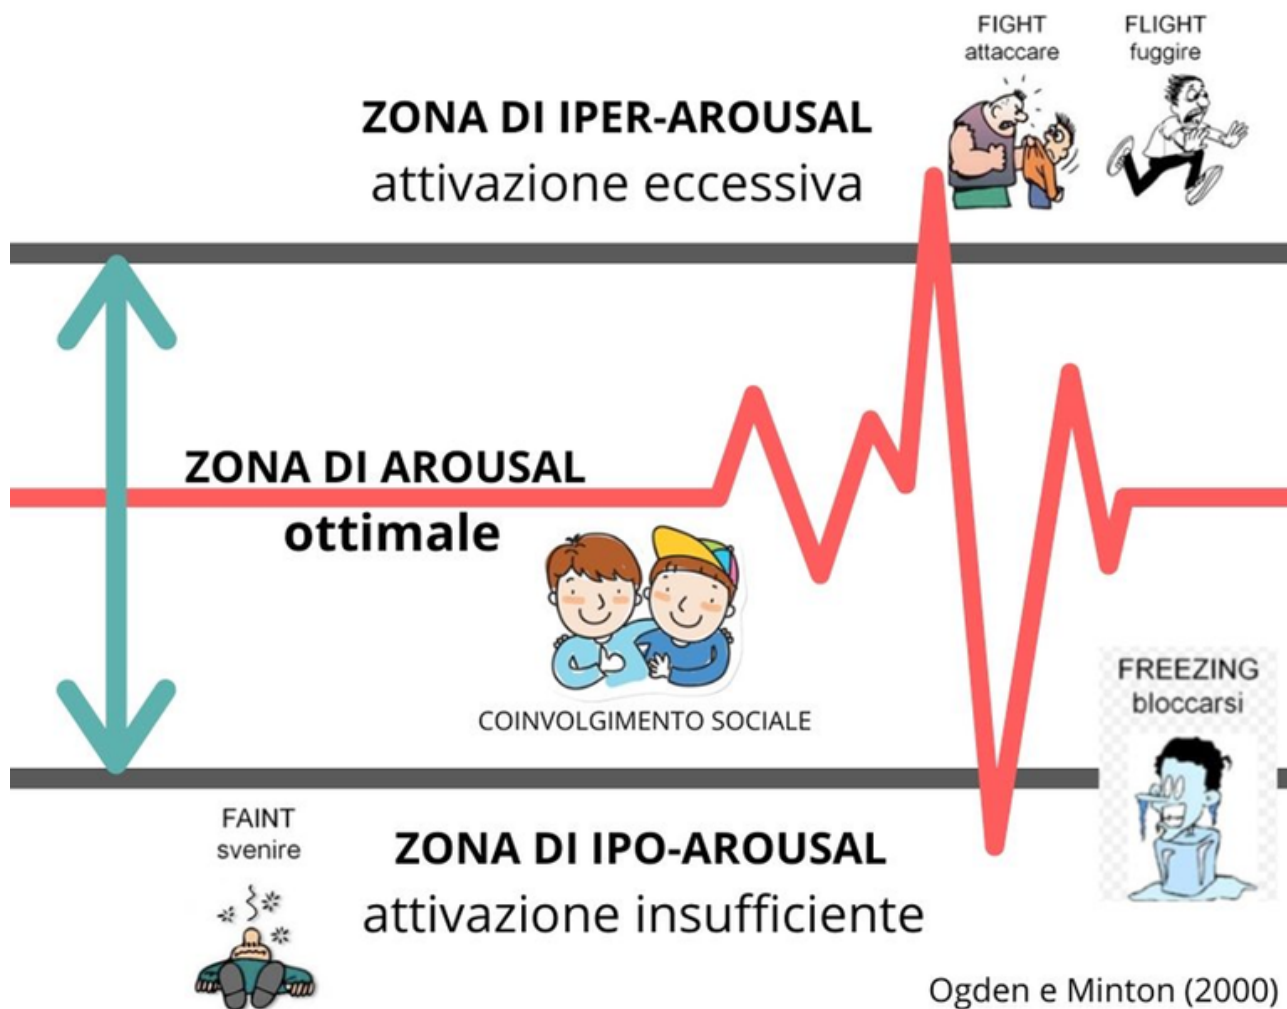 FIGHT
attaccare
FLIGHT
fuggire
ZONA DI IPER-AROUSAL
attivazione eccessiva
ZONA DI AROUSAL
ottimale
COINVOLGIMENTO SOCIALE
FREEZING
bloccarsi
FAINT
svenire
ZONA DI IPO-AROUSAL
attivazione insufficiente
Ogden e Minton (2000)